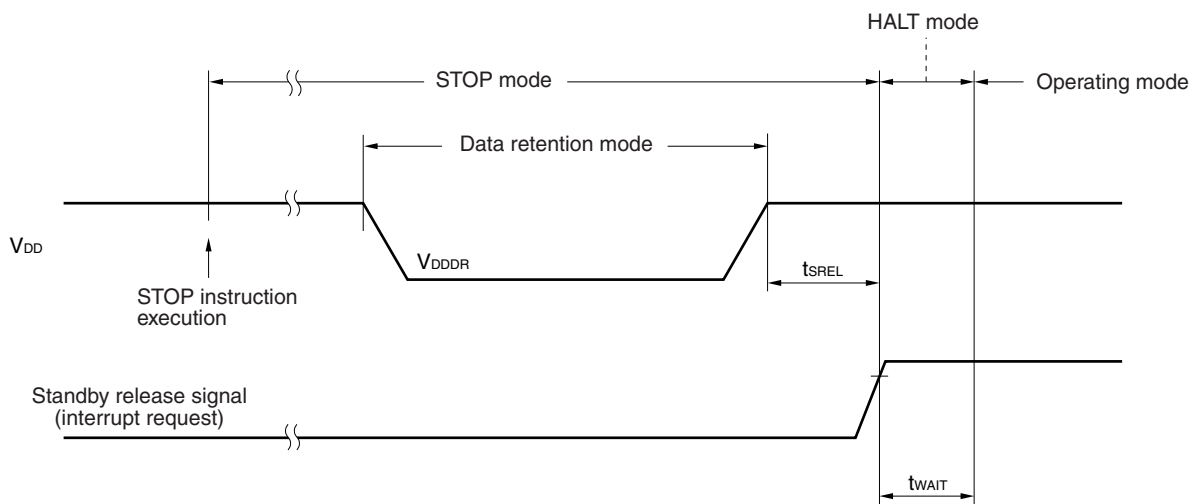 HALT mode
STOP mode
Operating mode
Data retention mode
VDD
VDDDR
tSREL
STOP instruction
execution
Standby release signal
(interrupt request)
tWAIT